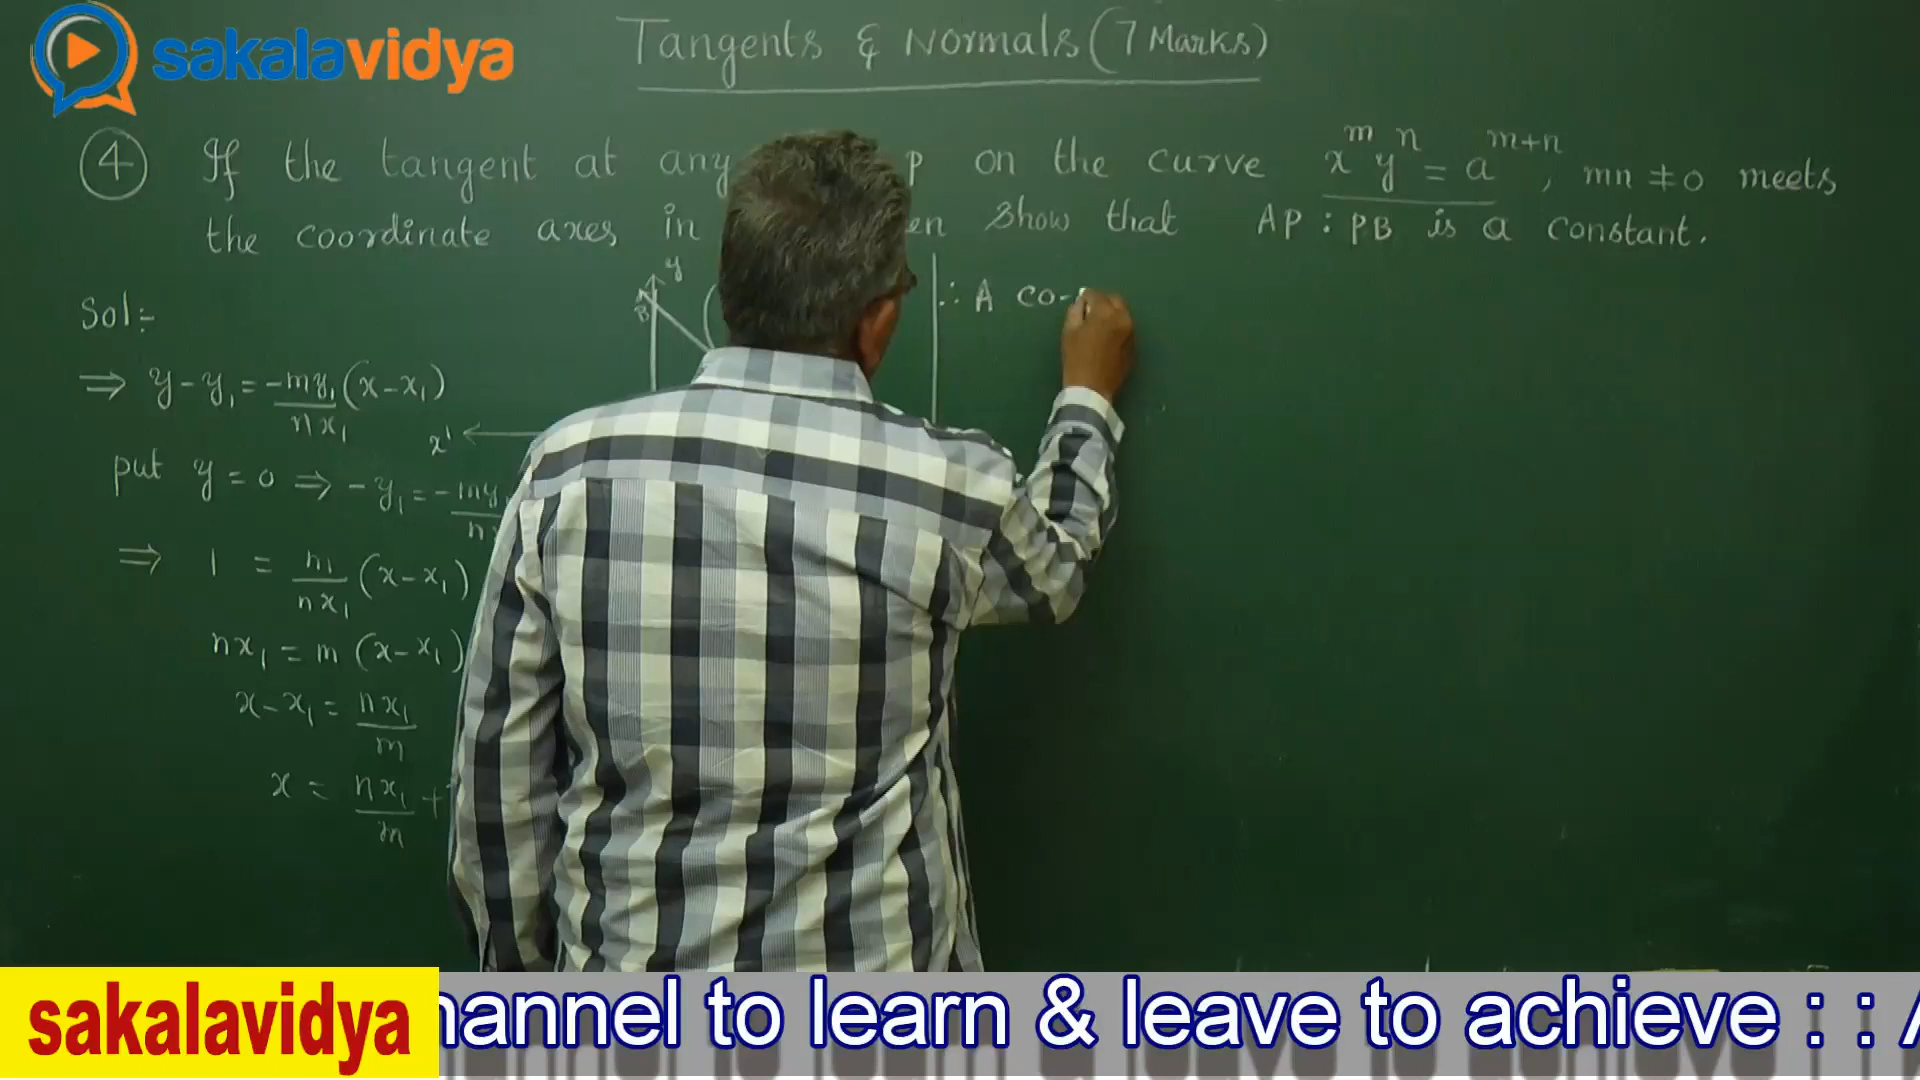 sakalavidya
Tangents & Normals (7 Marks)
④ If the tangent at any P on the curve x^m y^n = a^{m+n}, mn ≠ 0 meets
the coordinate axes in en show that AP : PB is a constant.
Sol:-
⇒ y - y₁ = -my₁/nx₁ (x - x₁)
put y = 0 ⇒ -y₁ = -my₁/n
⇒ 1 = m/nx₁ (x - x₁)
nx₁ = m (x - x₁)
x - x₁ = nx₁/m
x = nx₁/m +
y
B
x¹
∴ A co-
sakalavidya
hannel to learn & leave to achieve : : A